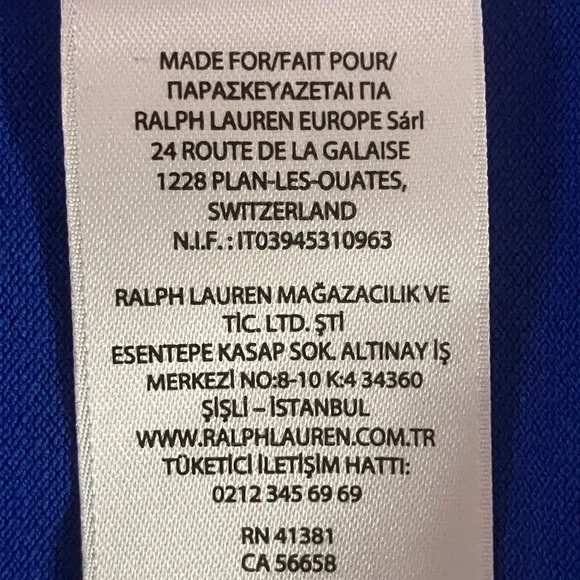 MADE FOR/FAIT POUR/
ΠΑΡΑΣΚΕΥΑΖΕΤΑΙ ΓΙΑ
RALPH LAUREN EUROPE Sárl
24 ROUTE DE LA GALAISE
1228 PLAN-LES-OUATES,
SWITZERLAND
N.I.F. : IT03945310963
RALPH LAUREN MAĞAZACILIK VE
TİC. LTD. ŞTİ
ESENTEPE KASAP SOK. ALTINAY İŞ
MERKEZİ NO:8-10 K:4 34360
ŞİŞLİ – İSTANBUL
WWW.RALPHLAUREN.COM.TR
TÜKETİCİ İLETİŞİM HATTI:
0212 345 69 69
RN 41381
CA 56658